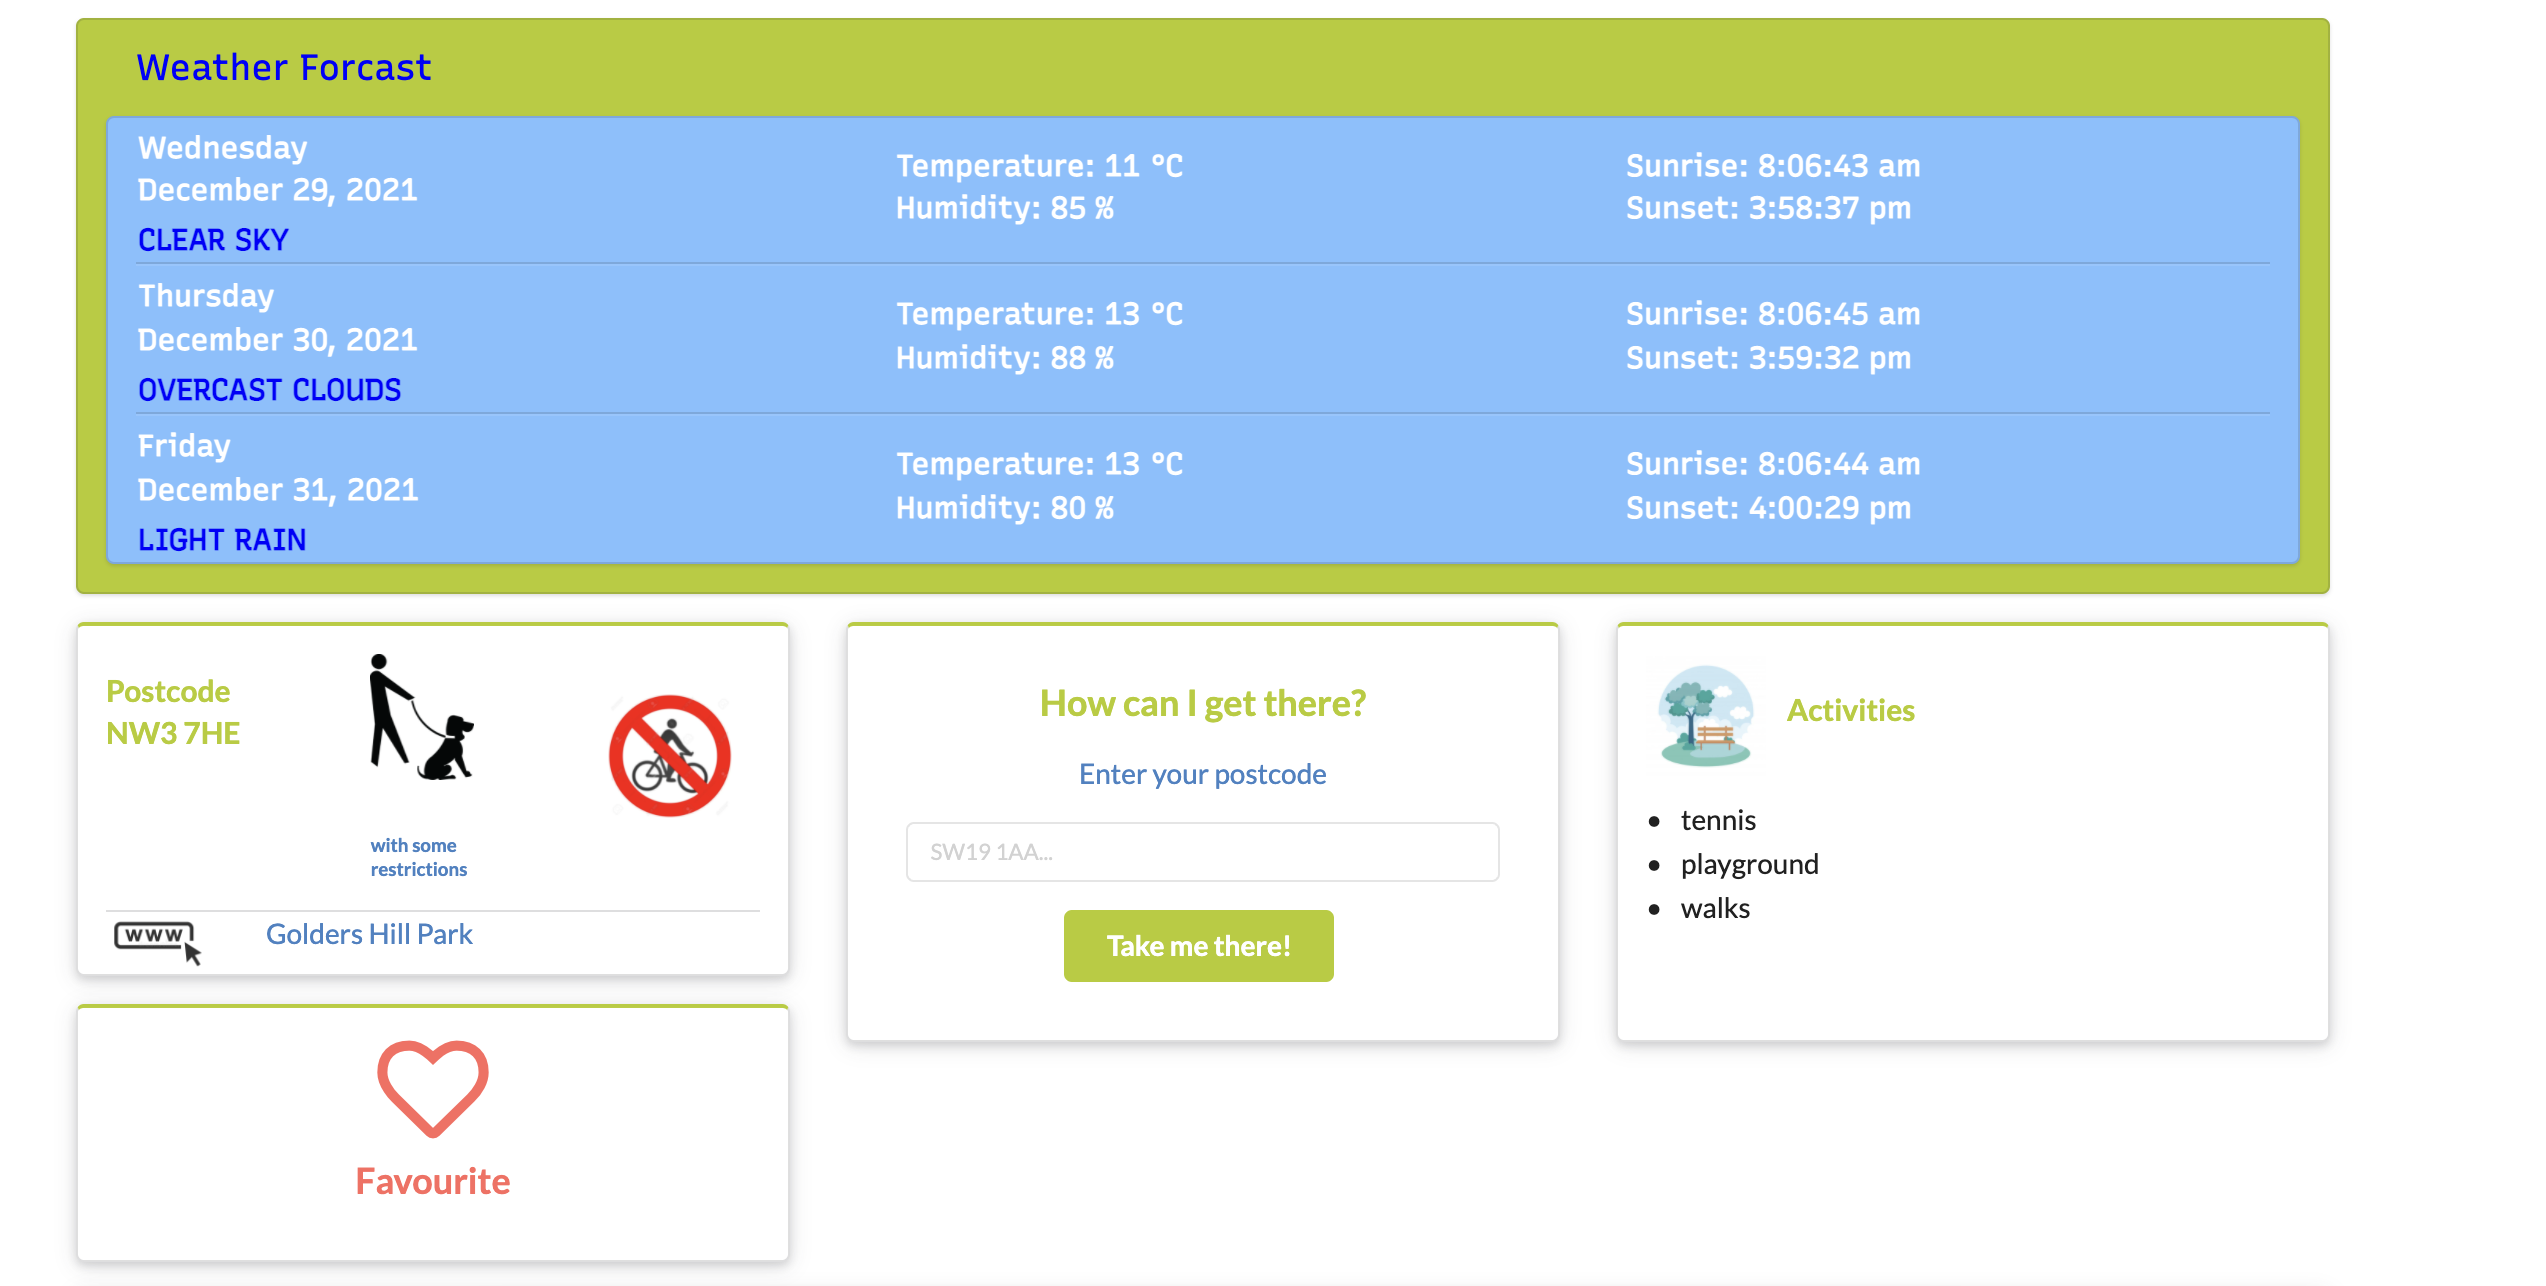 Weather Forcast
Wednesday
December 29, 2021
CLEAR SKY
Temperature: 11 °C
Humidity: 85 %
Sunrise: 8:06:43 am
Sunset: 3:58:37 pm
Thursday
December 30, 2021
OVERCAST CLOUDS
Temperature: 13 °C
Humidity: 88 %
Sunrise: 8:06:45 am
Sunset: 3:59:32 pm
Friday
December 31, 2021
LIGHT RAIN
Temperature: 13 °C
Humidity: 80 %
Sunrise: 8:06:44 am
Sunset: 4:00:29 pm
Postcode
NW3 7HE
with some
restrictions
www
Golders Hill Park
Favourite
How can I get there?
Enter your postcode
SW19 1AA...
Take me there!
Activities
• tennis
• playground
• walks